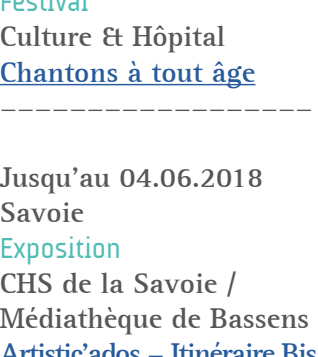 Festival
Culture & Hôpital
Chantons à tout âge
__________________
Jusqu’au 04.06.2018
Savoie
Exposition
CHS de la Savoie /
Médiathèque de Bassens
Artistic’ados – Itinéraire Bis